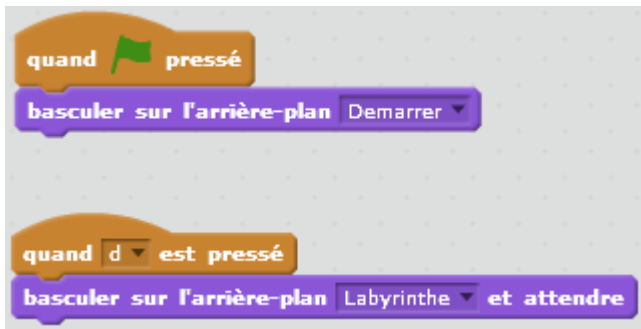 quand pressé
basculer sur l'arrière-plan Demarrer
quand d est pressé
basculer sur l'arrière-plan Labyrinthe et attendre